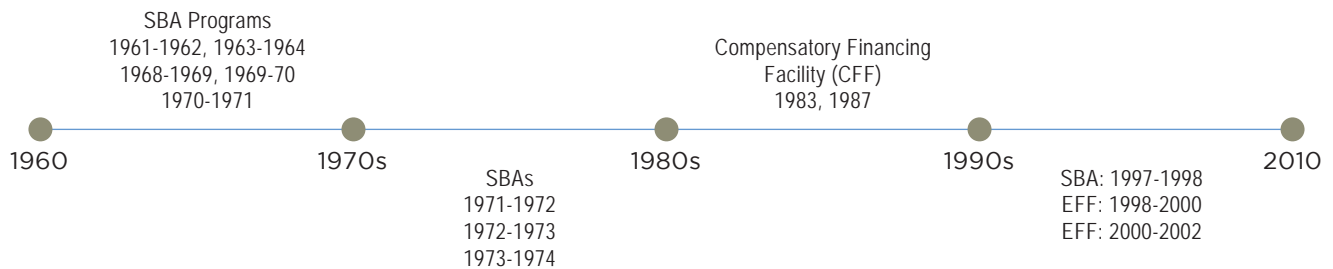 SBA Programs
1961-1962, 1963-1964
1968-1969, 1969-70
1970-1971
Compensatory Financing
Facility (CFF)
1983, 1987
1960
1970s
1980s
1990s
2010
SBAs
1971-1972
1972-1973
1973-1974
SBA: 1997-1998
EFF: 1998-2000
EFF: 2000-2002